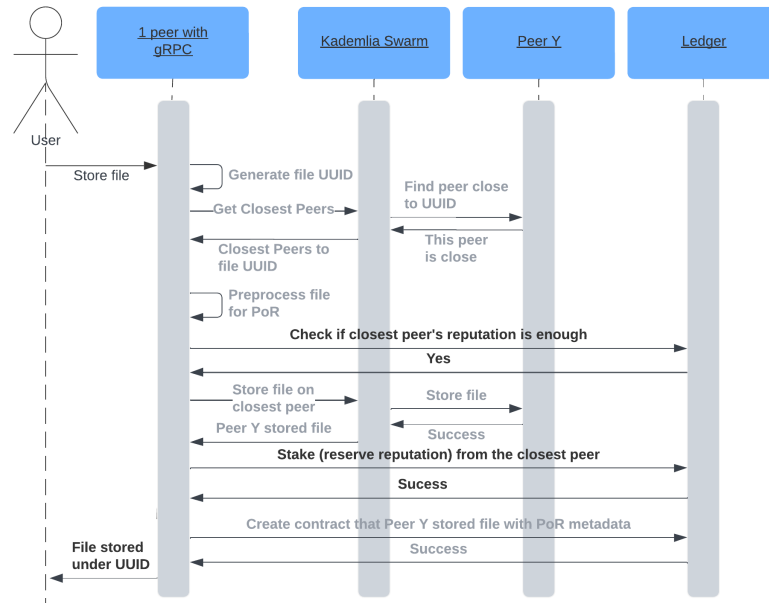 1 peer with
gRPC
Kademlia Swarm
Peer Y
Ledger
User
Store file
Generate file UUID
Get Closest Peers
Find peer close
to UUID
This peer
is close
Closest Peers to
file UUID
Preprocess file
for PoR
Check if closest peer's reputation is enough
Yes
Store file on
closest peer
Store file
Peer Y stored file
Success
Stake (reserve reputation) from the closest peer
Sucess
Create contract that Peer Y stored file with PoR metadata
Success
File stored
under UUID